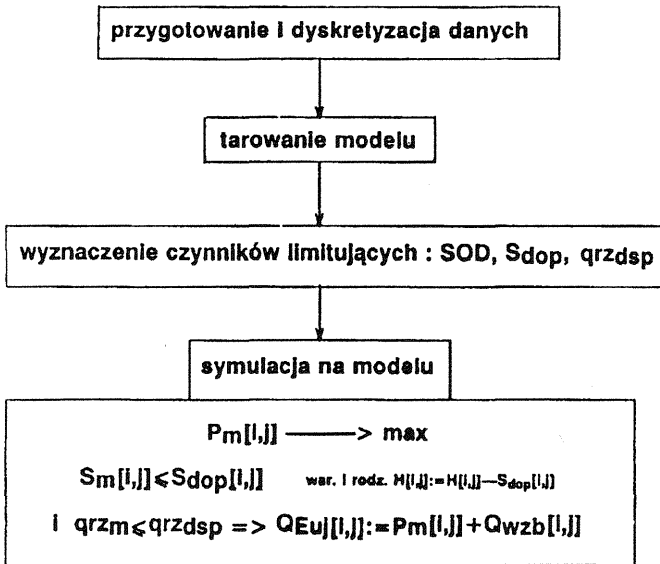 przygotowanie i dyskretyzacja danych
tarowanie modelu
wyznaczenie czynników limitujących : SOD, Sdop, qrzdsp
symulacja na modelu
Pm[i,j] ———> max
Sm[i,j]⩽Sdop[i,j] war. I rodz. H[i,j]:=H[i,j]—Sdop[i,j]
i qrzm⩽qrzdsp => QEuj[i,j]:=Pm[i,j]+Qwzb[i,j]